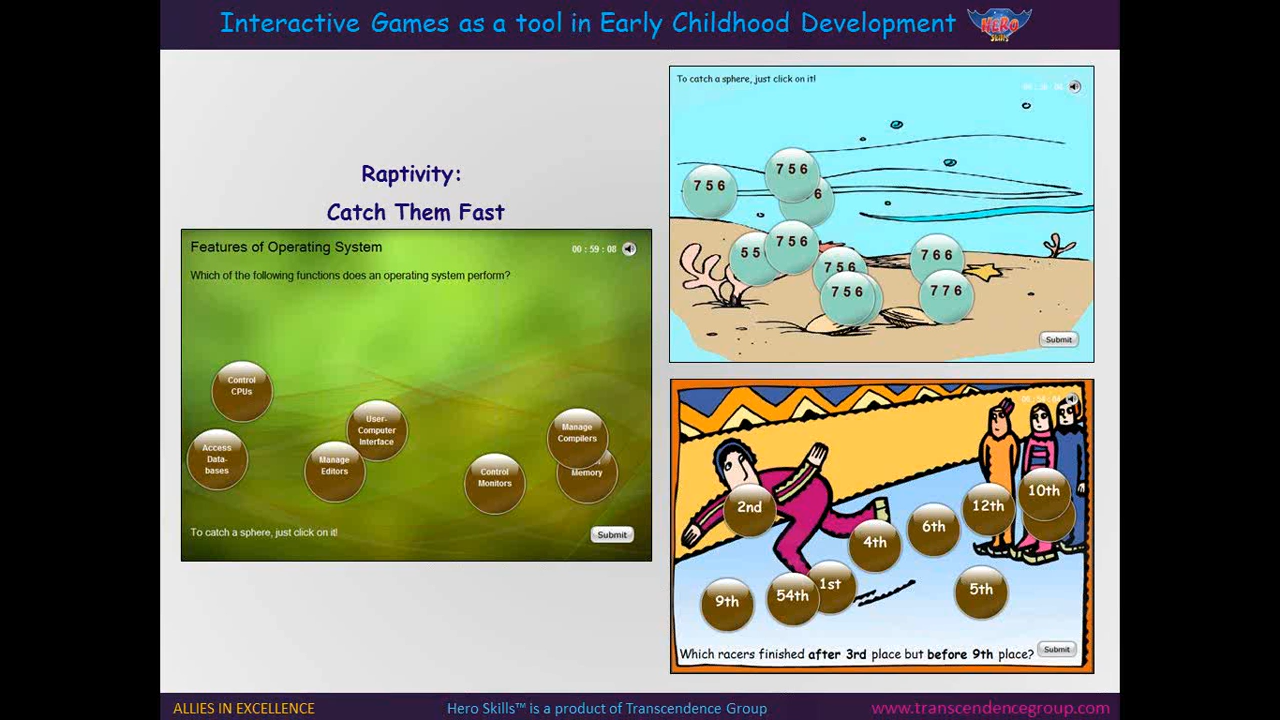 Interactive Games as a tool in Early Childhood Development
HERO
Skills
Raptivity:
Catch Them Fast
Features of Operating System
00 : 59 : 08
Which of the following functions does an operating system perform?
Control
CPUs
User-
Computer
Interface
Manage
Compilers
Access
Data-
bases
Manage
Editors
Control
Monitors
Memory
To catch a sphere, just click on it!
Submit
To catch a sphere, just click on it!
7 5 6
7 5 6
6
5 5
7 5 6
7 5 6
7 6 6
7 5 6
7 7 6
Submit
2nd
10th
12th
6th
4th
1st
5th
54th
9th
Which racers finished after 3rd place but before 9th place?
Submit
ALLIES IN EXCELLENCE
Hero Skills™ is a product of Transcendence Group
www.transcendencegroup.com